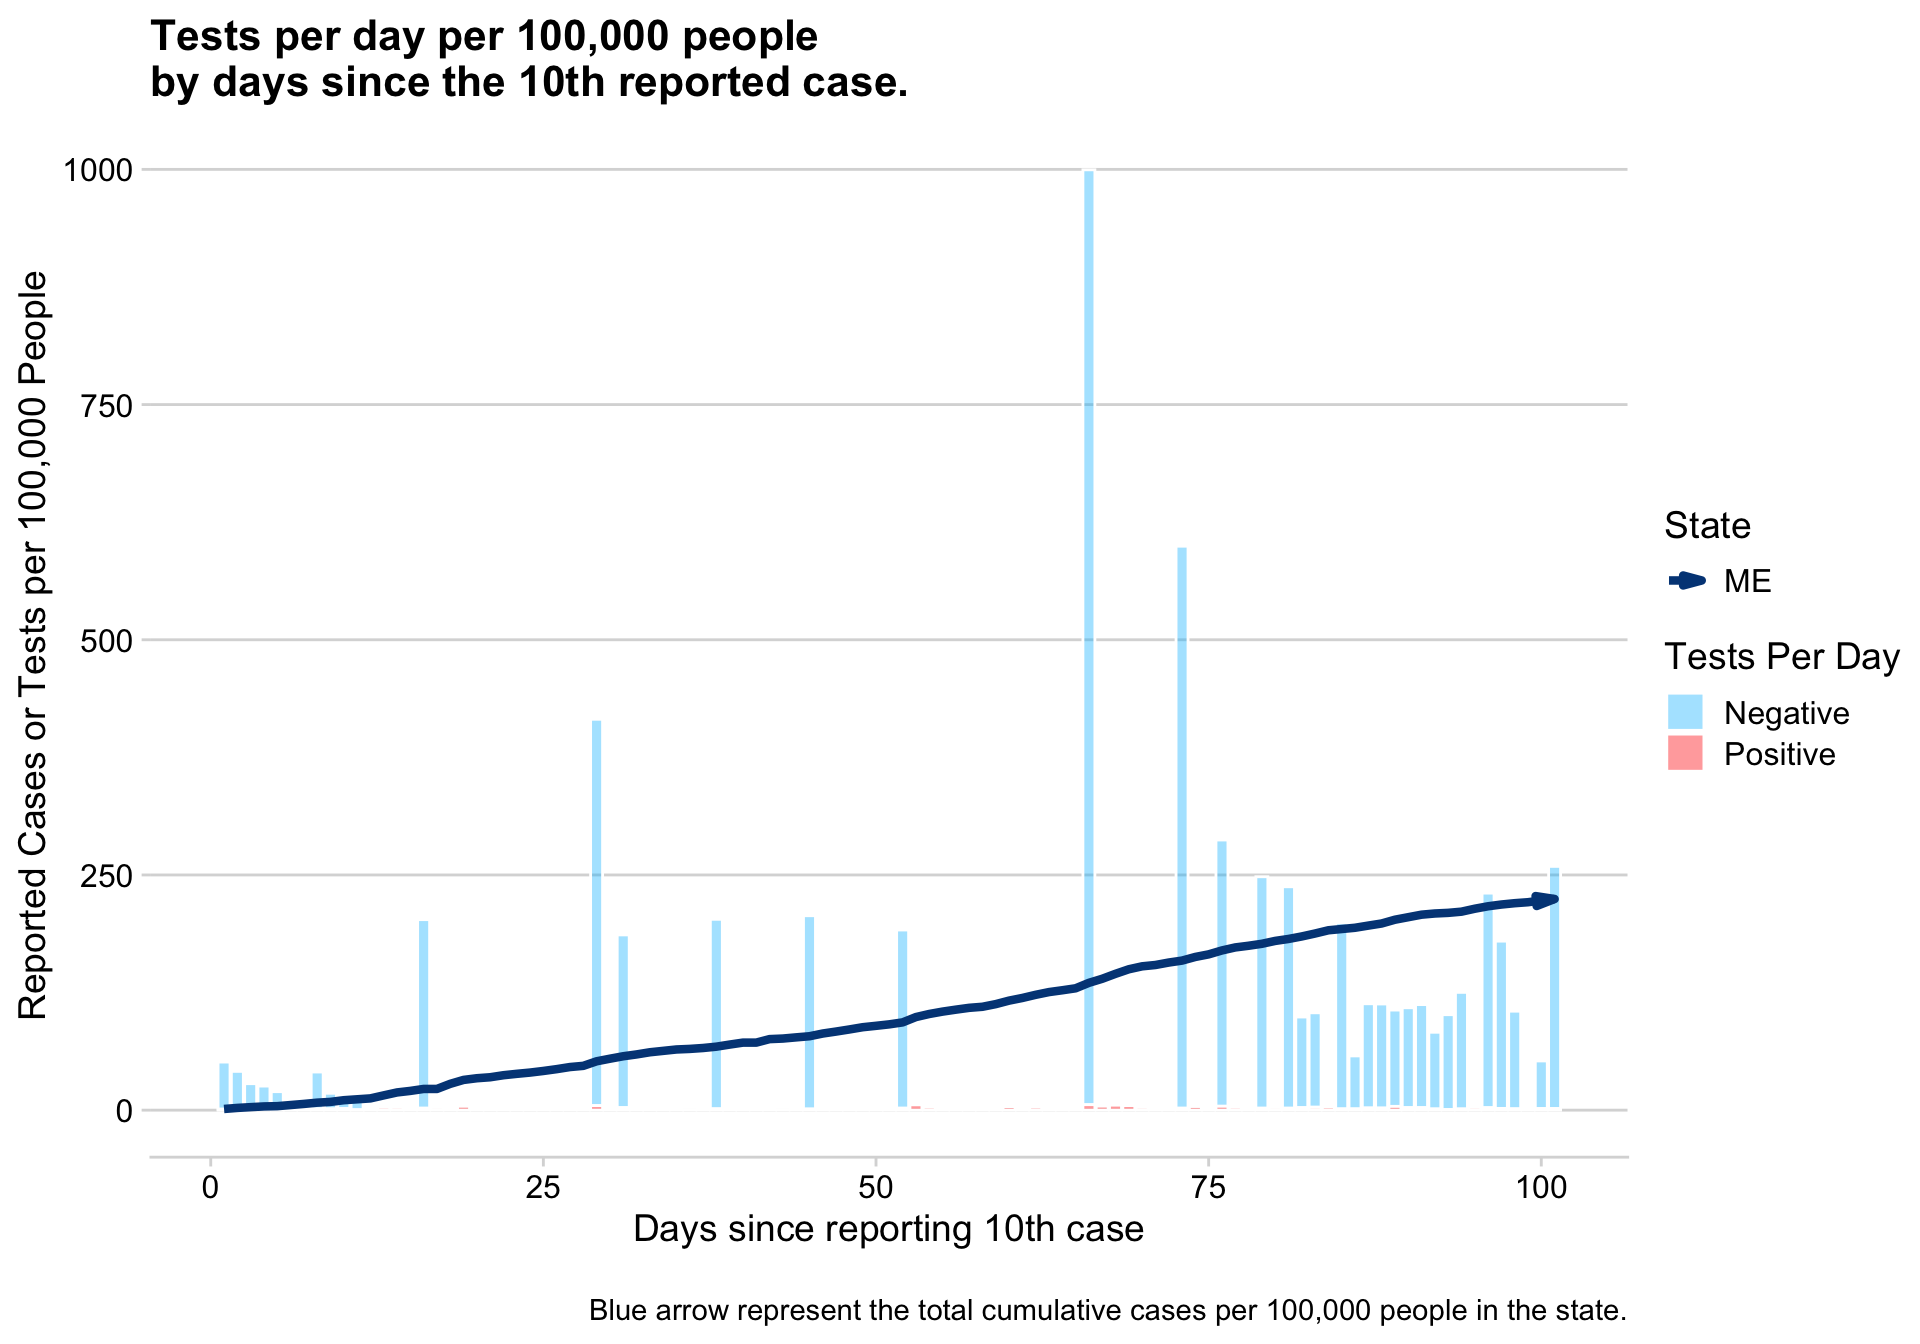 Tests per day per 100,000 people
by days since the 10th reported case.
Reported Cases or Tests per 100,000 People
1000
750
500
250
0
0 25 50 75 100
Days since reporting 10th case
State
ME
Tests Per Day
Negative
Positive
Blue arrow represent the total cumulative cases per 100,000 people in the state.